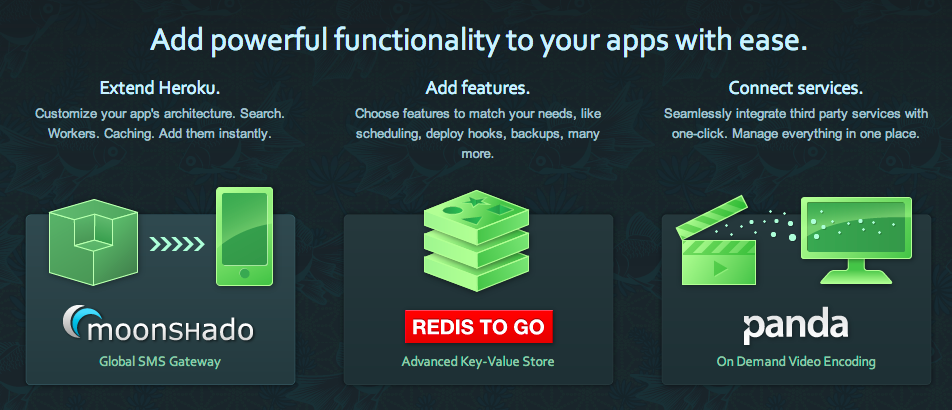 Add powerful functionality to your apps with ease.
Extend Heroku.
Customize your app's architecture. Search.
Workers. Caching. Add them instantly.
Add features.
Choose features to match your needs, like
scheduling, deploy hooks, backups, many
more.
Connect services.
Seamlessly integrate third party services with
one-click. Manage everything in one place.
moonshado
Global SMS Gateway
REDIS TO GO
Advanced Key-Value Store
panda
On Demand Video Encoding